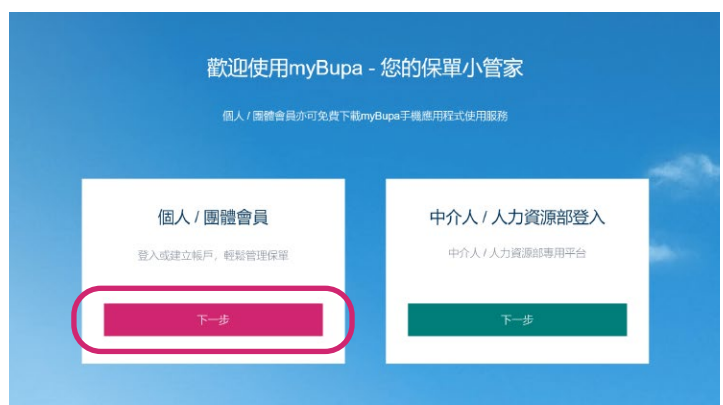 歡迎使用myBupa - 您的保單小管家
個人 / 團體會員亦可免費下載myBupa手機應用程式使用服務
個人 / 團體會員
登入或建立帳戶，輕鬆管理保單
下一步
中介人 / 人力資源部登入
中介人 / 人力資源部專用平台
下一步